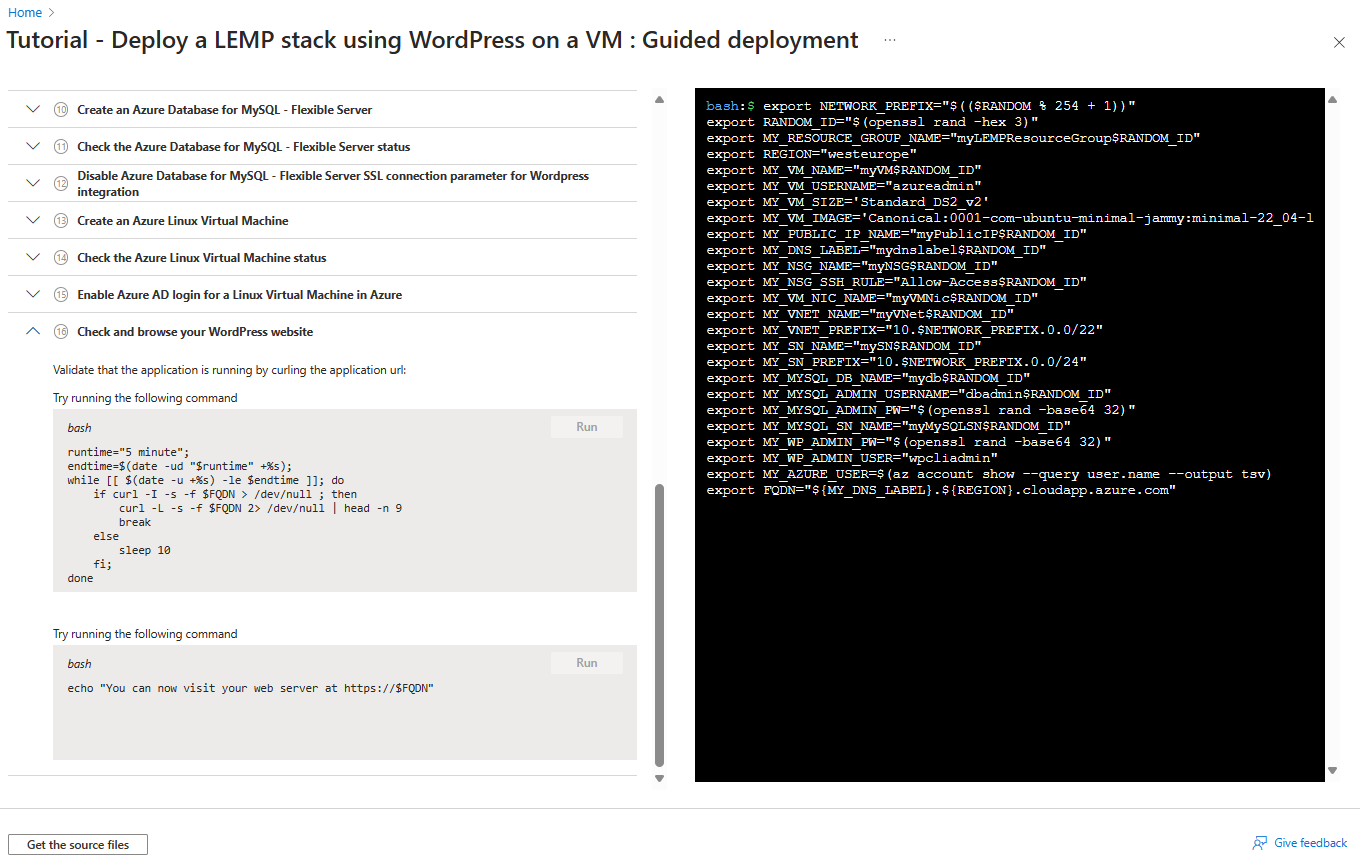 Home >
Tutorial - Deploy a LEMP stack using WordPress on a VM : Guided deployment ...
10 Create an Azure Database for MySQL - Flexible Server
11 Check the Azure Database for MySQL - Flexible Server status
12 Disable Azure Database for MySQL - Flexible Server SSL connection parameter for Wordpress
integration
13 Create an Azure Linux Virtual Machine
14 Check the Azure Linux Virtual Machine status
15 Enable Azure AD login for a Linux Virtual Machine in Azure
16 Check and browse your WordPress website
Validate that the application is running by curling the application url:
Try running the following command
bash
Run
runtime="5 minute";
endtime=$(date -ud "$runtime" +%s);
while [[ $(date -u +%s) -le $endtime ]]; do
    if curl -I -s -f $FQDN > /dev/null ; then
        curl -L -s -f $FQDN 2> /dev/null | head -n 9
        break
    else
        sleep 10
    fi;
done
Try running the following command
bash
Run
echo "You can now visit your web server at https://$FQDN"
bash:$ export NETWORK_PREFIX="$(($RANDOM % 254 + 1))"
export RANDOM_ID="$(openssl rand -hex 3)"
export MY_RESOURCE_GROUP_NAME="myLEMPResourceGroup$RANDOM_ID"
export REGION="westeurope"
export MY_VM_NAME="myVM$RANDOM_ID"
export MY_VM_USERNAME="azureadmin"
export MY_VM_SIZE='Standard_DS2_v2'
export MY_VM_IMAGE='Canonical:0001-com-ubuntu-minimal-jammy:minimal-22_04-l
export MY_PUBLIC_IP_NAME="myPublicIP$RANDOM_ID"
export MY_DNS_LABEL="mydnslabel$RANDOM_ID"
export MY_NSG_NAME="myNSG$RANDOM_ID"
export MY_NSG_SSH_RULE="Allow-Access$RANDOM_ID"
export MY_VM_NIC_NAME="myVMNic$RANDOM_ID"
export MY_VNET_NAME="myVNet$RANDOM_ID"
export MY_VNET_PREFIX="10.$NETWORK_PREFIX.0.0/22"
export MY_SN_NAME="mySN$RANDOM_ID"
export MY_SN_PREFIX="10.$NETWORK_PREFIX.0.0/24"
export MY_MYSQL_DB_NAME="mydb$RANDOM_ID"
export MY_MYSQL_ADMIN_USERNAME="dbadmin$RANDOM_ID"
export MY_MYSQL_ADMIN_PW="$(openssl rand -base64 32)"
export MY_MYSQL_SN_NAME="myMySQLSN$RANDOM_ID"
export MY_WP_ADMIN_PW="$(openssl rand -base64 32)"
export MY_WP_ADMIN_USER="wpcliadmin"
export MY_AZURE_USER=$(az account show --query user.name --output tsv)
export FQDN="${MY_DNS_LABEL}.${REGION}.cloudapp.azure.com"
Get the source files
Give feedback